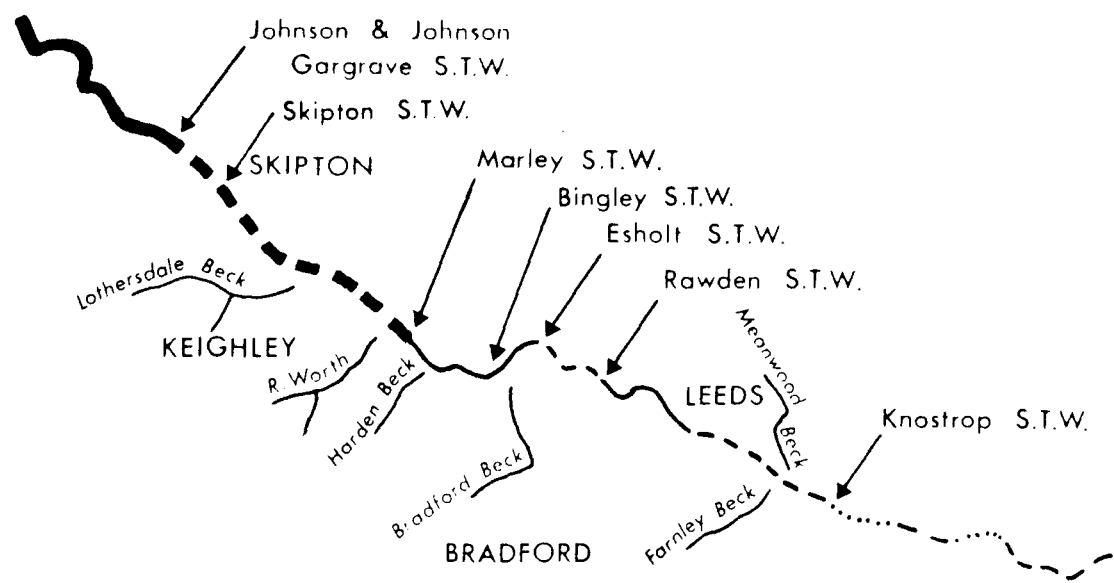 Johnson & Johnson
Gargrave S.T.W.
Skipton S.T.W.
SKIPTON
Marley S.T.W.
Bingley S.T.W.
Esholt S.T.W.
Rawden S.T.W.
Lothersdale Beck
KEIGHLEY
R. Worth
Harden Beck
Bradford Beck
BRADFORD
LEEDS
Meanwood Beck
Farnley Beck
Knostrop S.T.W.